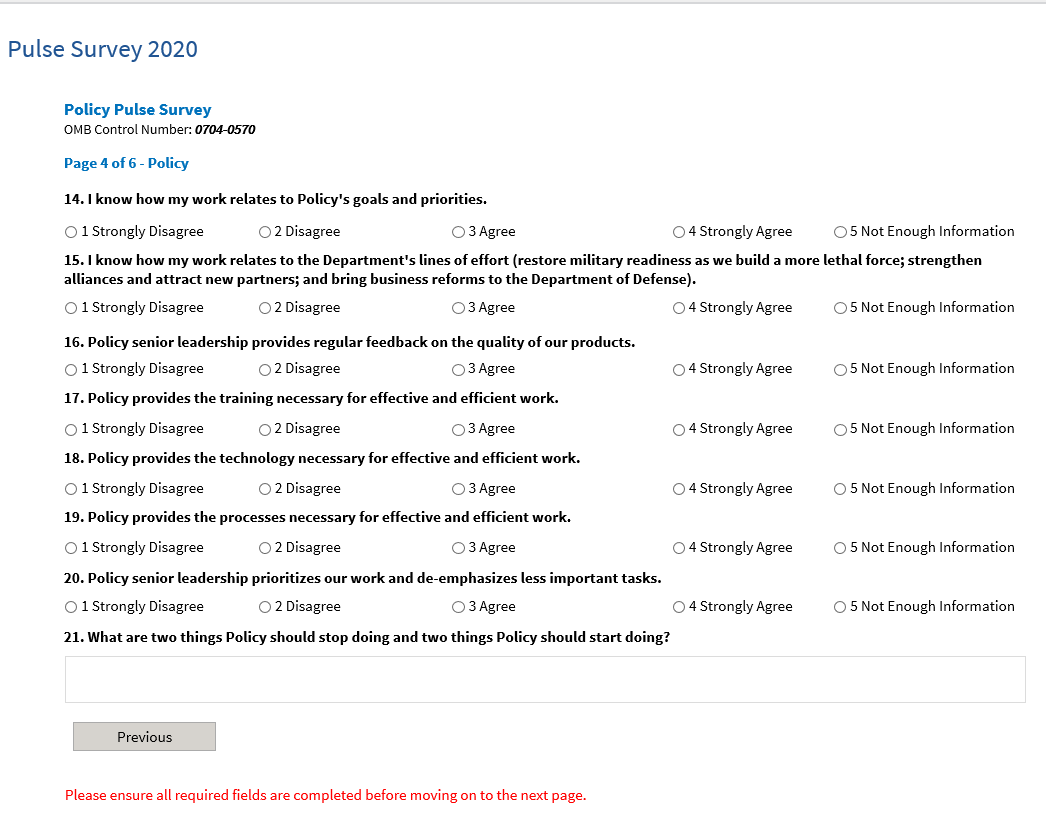 Pulse Survey 2020
Policy Pulse Survey
OMB Control Number: 0704-0570
Page 4 of 6 - Policy
14. I know how my work relates to Policy's goals and priorities.
1 Strongly Disagree 2 Disagree 3 Agree 4 Strongly Agree 5 Not Enough Information
15. I know how my work relates to the Department's lines of effort (restore military readiness as we build a more lethal force; strengthen
alliances and attract new partners; and bring business reforms to the Department of Defense).
1 Strongly Disagree 2 Disagree 3 Agree 4 Strongly Agree 5 Not Enough Information
16. Policy senior leadership provides regular feedback on the quality of our products.
1 Strongly Disagree 2 Disagree 3 Agree 4 Strongly Agree 5 Not Enough Information
17. Policy provides the training necessary for effective and efficient work.
1 Strongly Disagree 2 Disagree 3 Agree 4 Strongly Agree 5 Not Enough Information
18. Policy provides the technology necessary for effective and efficient work.
1 Strongly Disagree 2 Disagree 3 Agree 4 Strongly Agree 5 Not Enough Information
19. Policy provides the processes necessary for effective and efficient work.
1 Strongly Disagree 2 Disagree 3 Agree 4 Strongly Agree 5 Not Enough Information
20. Policy senior leadership prioritizes our work and de-emphasizes less important tasks.
1 Strongly Disagree 2 Disagree 3 Agree 4 Strongly Agree 5 Not Enough Information
21. What are two things Policy should stop doing and two things Policy should start doing?
Previous
Please ensure all required fields are completed before moving on to the next page.